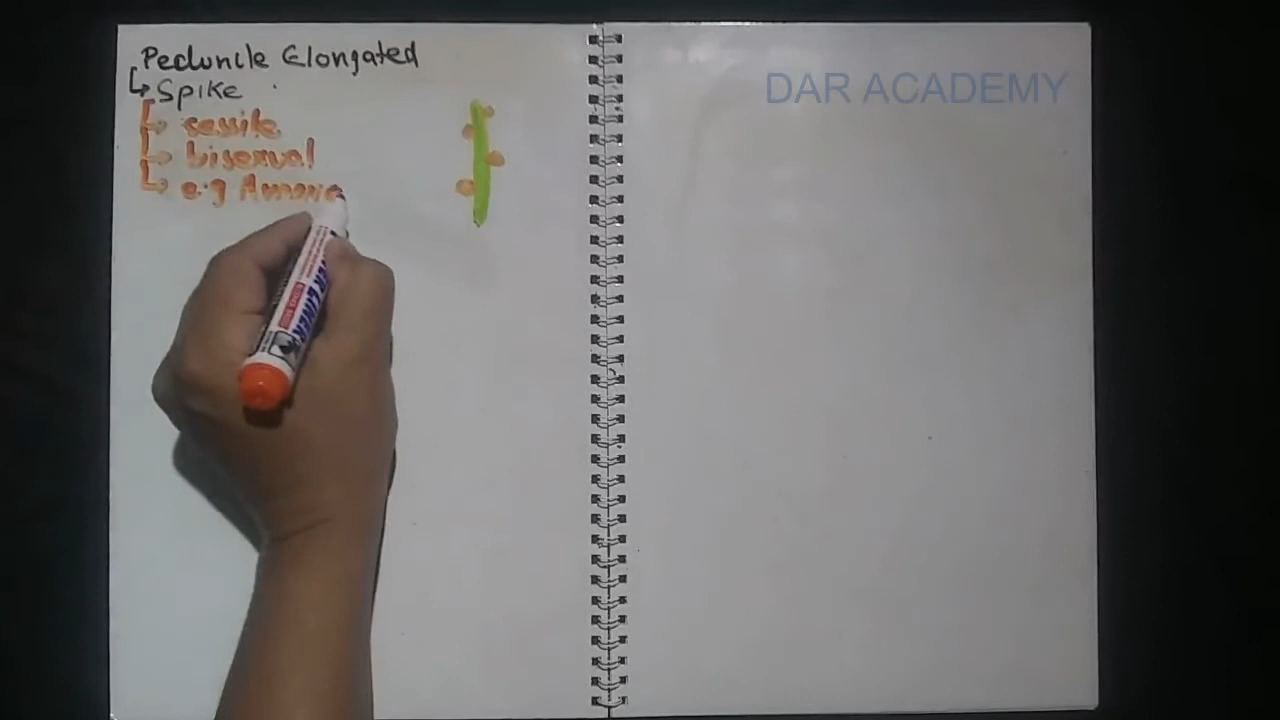 Peduncle Elongated
Spike
sessile
bisexual
e.g
DAR ACADEMY